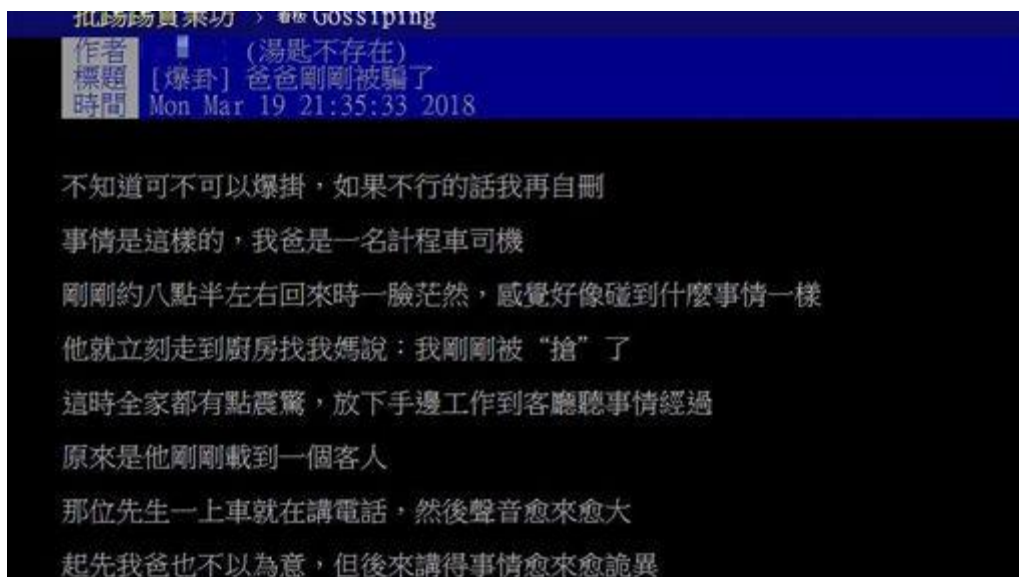 批踢踢實業坊 › 看板 Gossiping
作者 (湯匙不存在)
標題 [爆卦] 爸爸剛剛被騙了
時間 Mon Mar 19 21:35:33 2018
不知道可不可以爆掛，如果不行的話我再自刪
事情是這樣的，我爸是一名計程車司機
剛剛約八點半左右回來時一臉茫然，感覺好像碰到什麼事情一樣
他就立刻走到廚房找我媽說：我剛剛被“搶”了
這時全家都有點震驚，放下手邊工作到客廳聽事情經過
原來是他剛剛載到一個客人
那位先生一上車就在講電話，然後聲音愈來愈大
起先我爸也不以為意，但後來講得事情愈來愈詭異